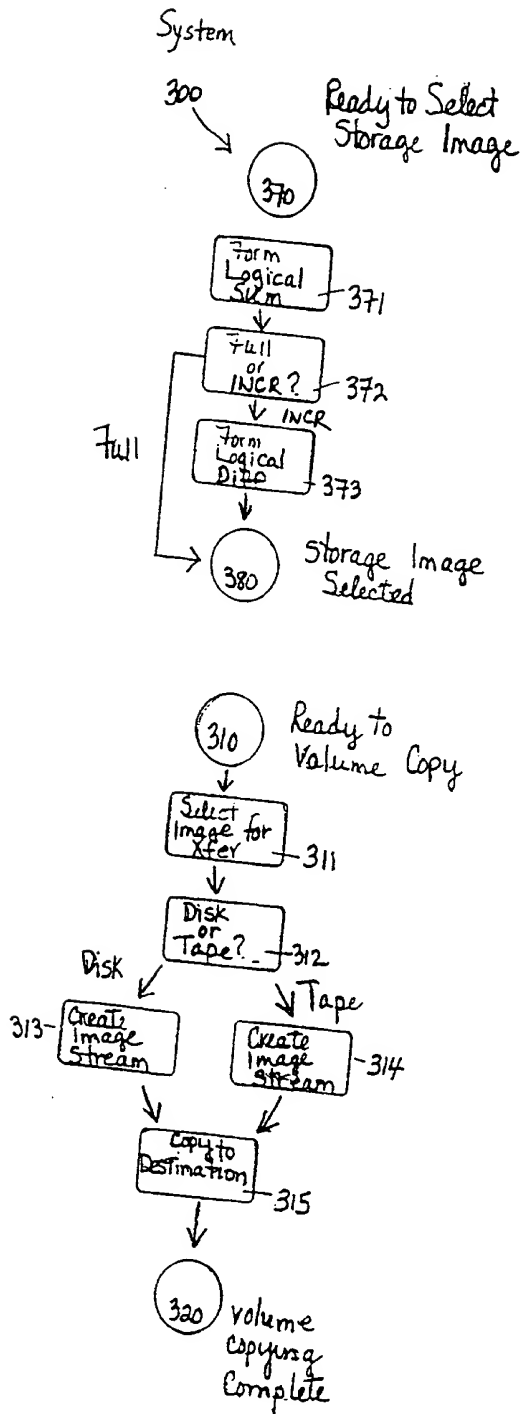 System
300
Ready to Select
Storage Image
370
Form
Logical
Sum
371
Full
or
INCR?
372
INCR
Full
Form
Logical
Diff
373
380
Storage Image
Selected
310
Ready to
Volume Copy
Select
Image for
Xfer
311
Disk
or
Tape?
312
Disk
Tape
313
Create
Image
Stream
Create
Image
Stream
314
Copy to
Destination
315
320
volume
copying
Complete